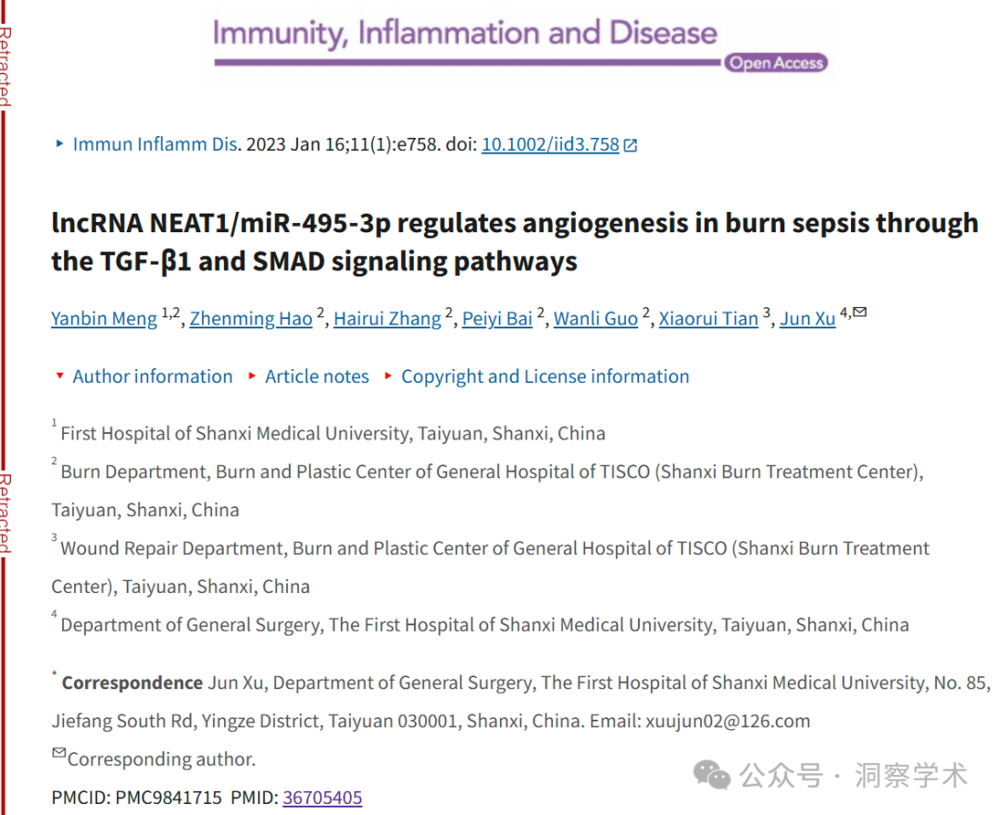 Immunity, Inflammation and Disease
Open Access
Retracted
Immun Inflamm Dis. 2023 Jan 16;11(1):e758. doi: 10.1002/iid3.758
lncRNA NEAT1/miR-495-3p regulates angiogenesis in burn sepsis through
the TGF-β1 and SMAD signaling pathways
Yanbin Meng 1,2, Zhenming Hao 2, Hairui Zhang 2, Peiyi Bai 2, Wanli Guo 2, Xiaorui Tian 3, Jun Xu 4,
Author information Article notes Copyright and License information
1 First Hospital of Shanxi Medical University, Taiyuan, Shanxi, China
2 Burn Department, Burn and Plastic Center of General Hospital of TISCO (Shanxi Burn Treatment Center),
Taiyuan, Shanxi, China
Retracted
3 Wound Repair Department, Burn and Plastic Center of General Hospital of TISCO (Shanxi Burn Treatment
Center), Taiyuan, Shanxi, China
4 Department of General Surgery, The First Hospital of Shanxi Medical University, Taiyuan, Shanxi, China
* Correspondence Jun Xu, Department of General Surgery, The First Hospital of Shanxi Medical University, No. 85,
Jiefang South Rd, Yingze District, Taiyuan 030001, Shanxi, China. Email: xuujun02@126.com
Corresponding author.
公众号 · 洞察学术
PMCID: PMC9841715 PMID: 36705405